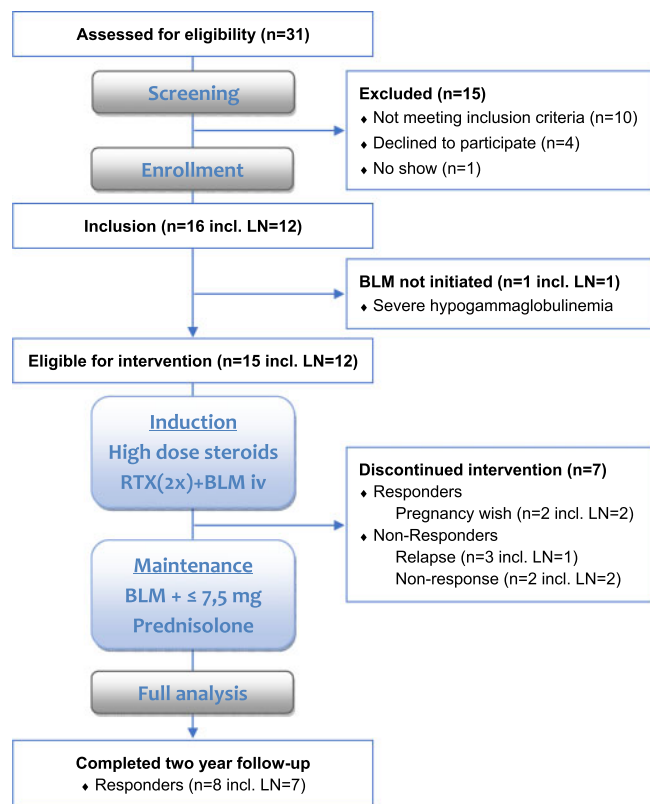 Assessed for eligibility (n=31)
Screening
Excluded (n=15)
♦ Not meeting inclusion criteria (n=10)
♦ Declined to participate (n=4)
♦ No show (n=1)
Enrollment
Inclusion (n=16 incl. LN=12)
BLM not initiated (n=1 incl. LN=1)
♦ Severe hypogammaglobulinemia
Eligible for intervention (n=15 incl. LN=12)
Induction
High dose steroids
RTX(2x)+BLM iv
Discontinued intervention (n=7)
♦ Responders
Pregnancy wish (n=2 incl. LN=2)
♦ Non-Responders
Relapse (n=3 incl. LN=1)
Non-response (n=2 incl. LN=2)
Maintenance
BLM + ≤ 7,5 mg
Prednisolone
Full analysis
Completed two year follow-up
♦ Responders (n=8 incl. LN=7)